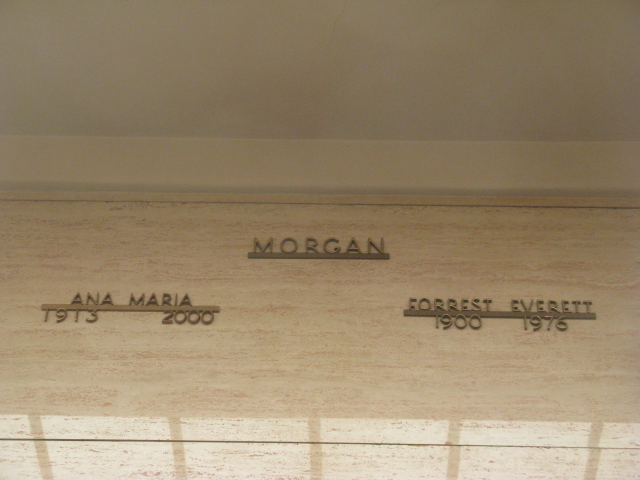 MORGAN
ANA MARIA
1913 2000
FORREST EVERETT
1900 1976